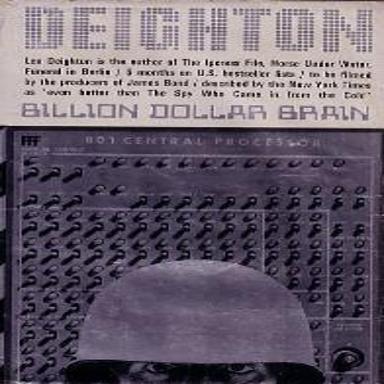 DEIGHTON
Len Deighton is the author of The Ipcress File, Horse Under Water,
Funeral in Berlin / 6 months on U.S. bestseller lists / to be filmed
by the producers of James Bond / described by the New York Times
as "even better than The Spy Who Came in from the Cold"
BILLION DOLLAR BRAIN
FFF
801 CENTRAL PROCESSOR